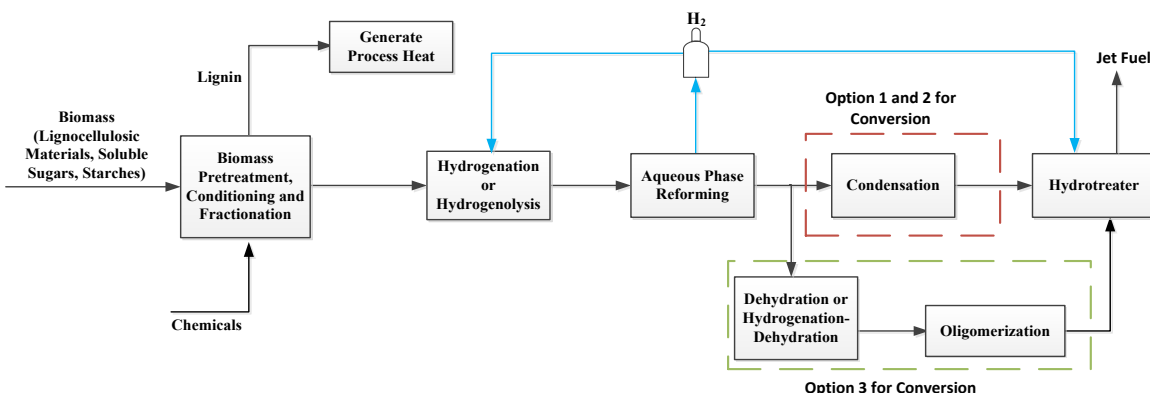 H2
Generate
Process Heat
Jet Fuel
Lignin
Option 1 and 2 for
Conversion
Biomass
(Lignocellulosic
Materials, Soluble
Sugars, Starches)
Biomass
Pretreatment,
Conditioning and
Fractionation
Hydrogenation
or
Hydrogenolysis
Aqueous Phase
Reforming
Condensation
Hydrotreater
Chemicals
Dehydration or
Hydrogenation-
Dehydration
Oligomerization
Option 3 for Conversion